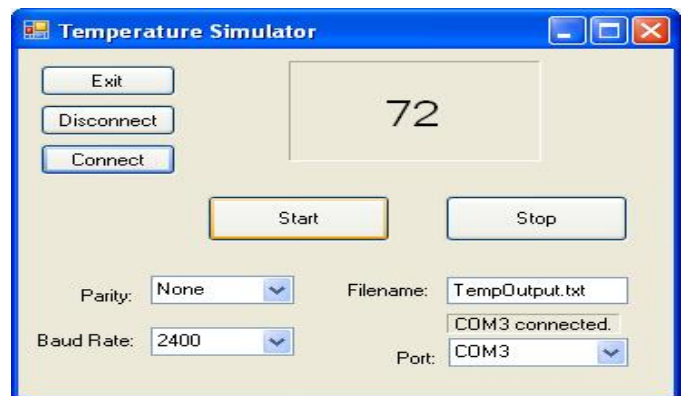 Temperature Simulator
Exit
Disconnect
Connect
72
Start
Stop
Parity:
None
Filename:
TempOutput.txt
COM3 connected.
Baud Rate:
2400
Port:
COM3